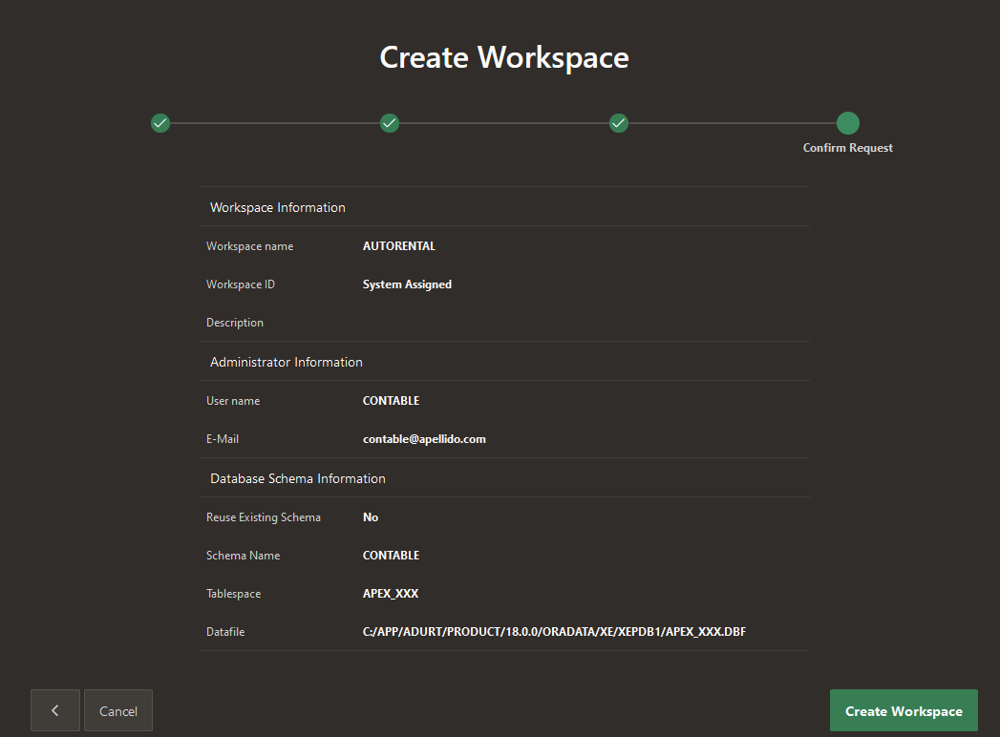 Create Workspace
Confirm Request
Workspace Information
Workspace name AUTORENTAL
Workspace ID System Assigned
Description
Administrator Information
User name CONTABLE
E-Mail contable@apellido.com
Database Schema Information
Reuse Existing Schema No
Schema Name CONTABLE
Tablespace APEX_XXX
Datafile C:/APP/ADURT/PRODUCT/18.0.0/ORADATA/XE/XEPDB1/APEX_XXX.DBF
Cancel Create Workspace